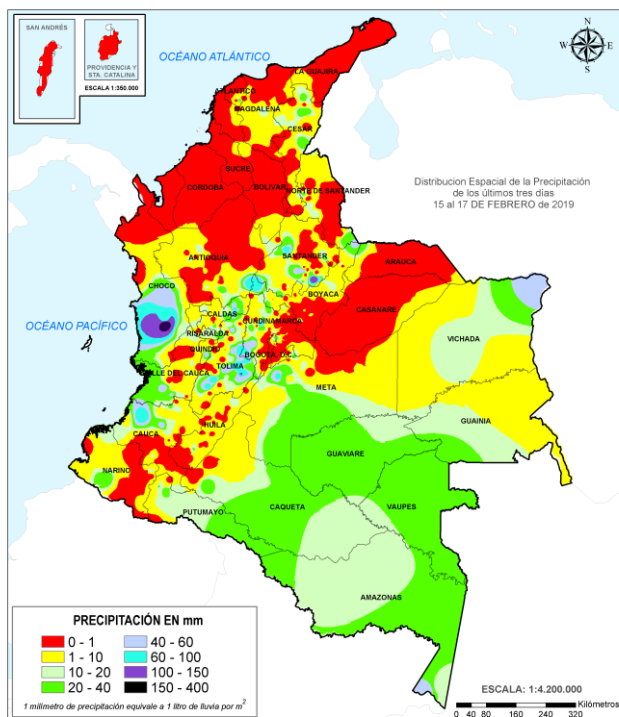 SAN ANDRÉS
PROVIDENCIA Y
STA. CATALINA
ESCALA 1:350.000
OCÉANO ATLÁNTICO
N
W E
S
LA GUAJIRA
ATLANTICO
MAGDALENA
CESAR
SUCRE
CORDOBA
BOLIVAR
NORTE DE SANTANDER
Distribucion Espacial de la Precipitación
de los últimos tres días
15 al 17 DE FEBRERO de 2019
ANTIOQUIA
SANTANDER
ARAUCA
CHOCO
BOYACA
CASANARE
OCÉANO PACÍFICO
CALDAS
CUNDINAMARCA
RISARALDA
VICHADA
QUINDIO
BOGOTA, D.C.
TOLIMA
VALLE DEL CAUCA
META
GUAINIA
HUILA
CAUCA
GUAVIARE
NARIÑO
CAQUETA
VAUPES
PUTUMAYO
AMAZONAS
PRECIPITACIÓN EN mm
0 - 1 40 - 60
1 - 10 60 - 100
10 - 20 100 - 150
20 - 40 150 - 400
1 milimetro de precipitación equivale a 1 litro de lluvia por m2
ESCALA: 1:4.200.000
Kilómetros
0 40 80 160 240 320